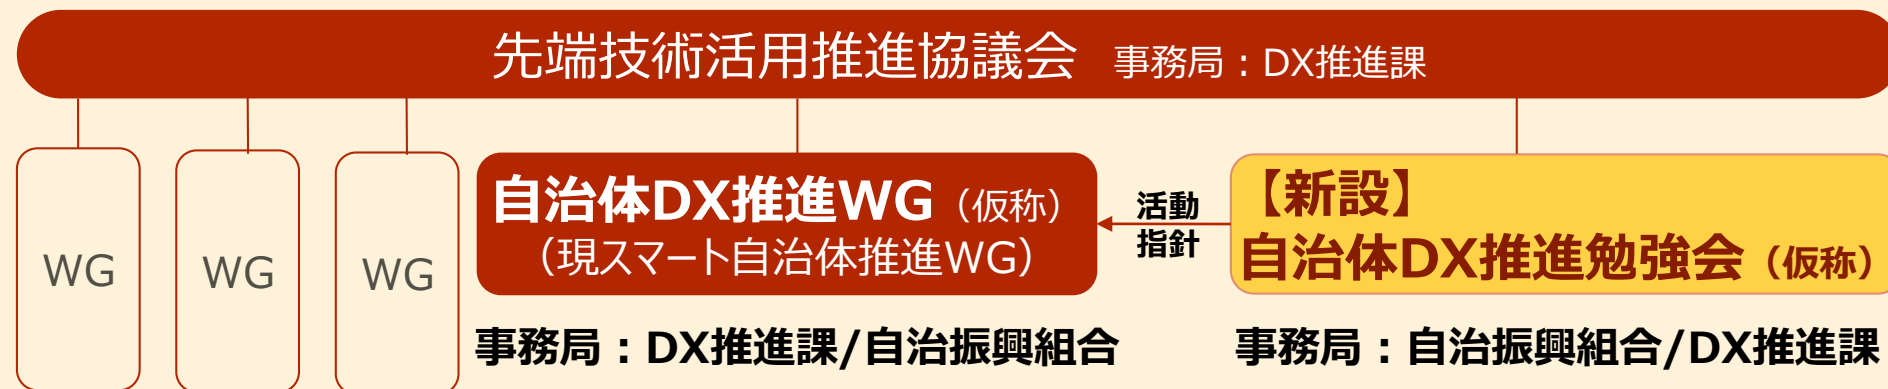 先端技術活用推進協議会 事務局：DX推進課
WG
WG
WG
自治体DX推進WG（仮称）
（現スマート自治体推進WG）
事務局：DX推進課/自治振興組合
活動
指針
【新設】
自治体DX推進勉強会（仮称）
事務局：自治振興組合/DX推進課